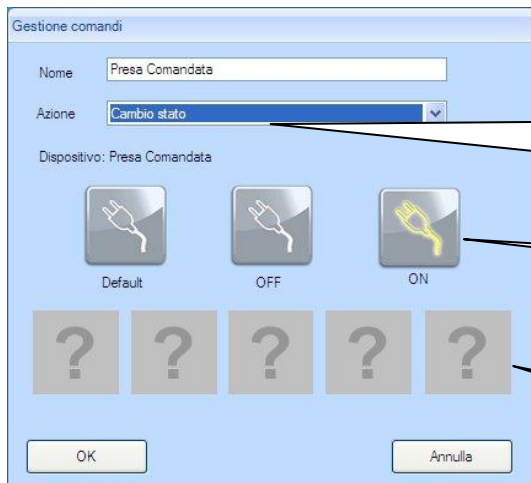 Gestione comandi
Nome Presa Comandata
Azione Cambio stato
Dispositivo: Presa Comandata
Default OFF ON
? ? ? ? ?
OK Annulla